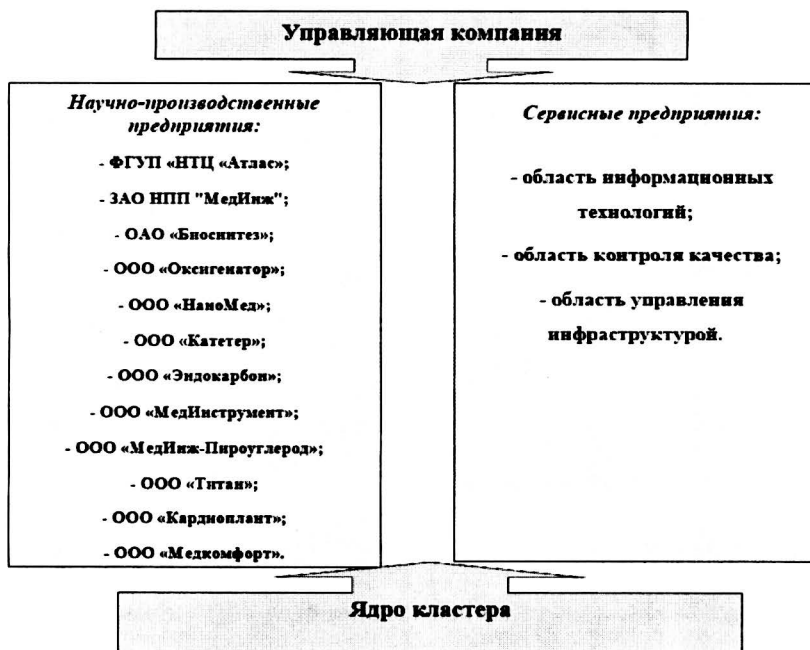 Управляющая компания
Научно-производственные
предприятия:
- ФГУП «НТЦ «Атлас»;
- ЗАО НПП "МедИнж";
- ОАО «Биосинтез»;
- ООО «Оксигенатор»;
- ООО «НаноМед»;
- ООО «Катетер»;
- ООО «Эндокарбон»;
- ООО «МедИнструмент»;
- ООО «МедИнж-Пироуглерод»;
- ООО «Титан»;
- ООО «Кардиоплант»;
- ООО «Медкомфорт».
Сервисные предприятия:
- область информационных
технологий;
- область контроля качества;
- область управления
инфраструктурой.
Ядро кластера